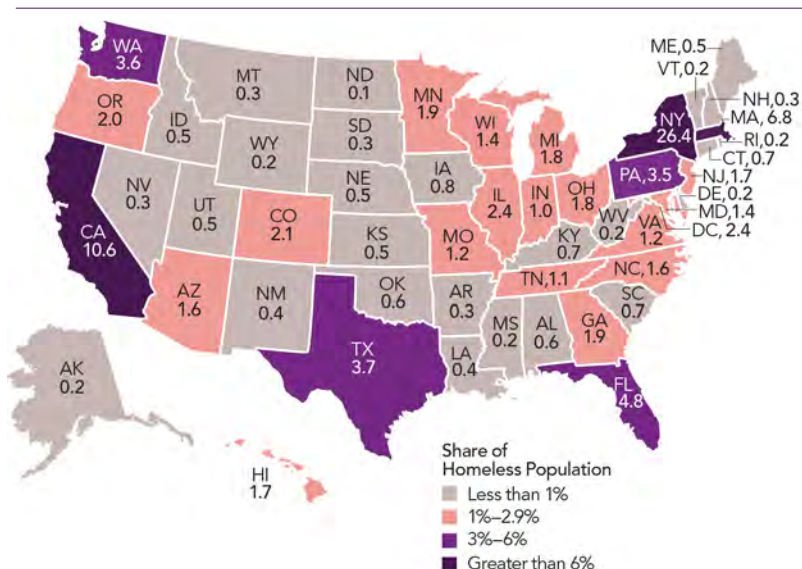 WA
3.6
OR
2.0
CA
10.6
NV
0.3
ID
0.5
MT
0.3
WY
0.2
UT
0.5
AZ
1.6
CO
2.1
NM
0.4
ND
0.1
SD
0.3
NE
0.5
KS
0.5
OK
0.6
TX
3.7
MN
1.9
IA
0.8
MO
1.2
AR
0.3
LA
0.4
WI
1.4
IL
2.4
MI
1.8
IN
1.0
OH
1.8
KY
0.7
TN,1.1
MS
0.2
AL
0.6
GA
1.9
FL
4.8
SC
0.7
NC,1.6
VA
1.2
WV
0.2
PA,3.5
NY
26.4
ME,0.5
VT,0.2
NH,0.3
MA, 6.8
RI,0.2
CT,0.7
NJ,1.7
DE,0.2
MD,1.4
DC, 2.4
AK
0.2
HI
1.7
Share of
Homeless Population
Less than 1%
1%–2.9%
3%–6%
Greater than 6%